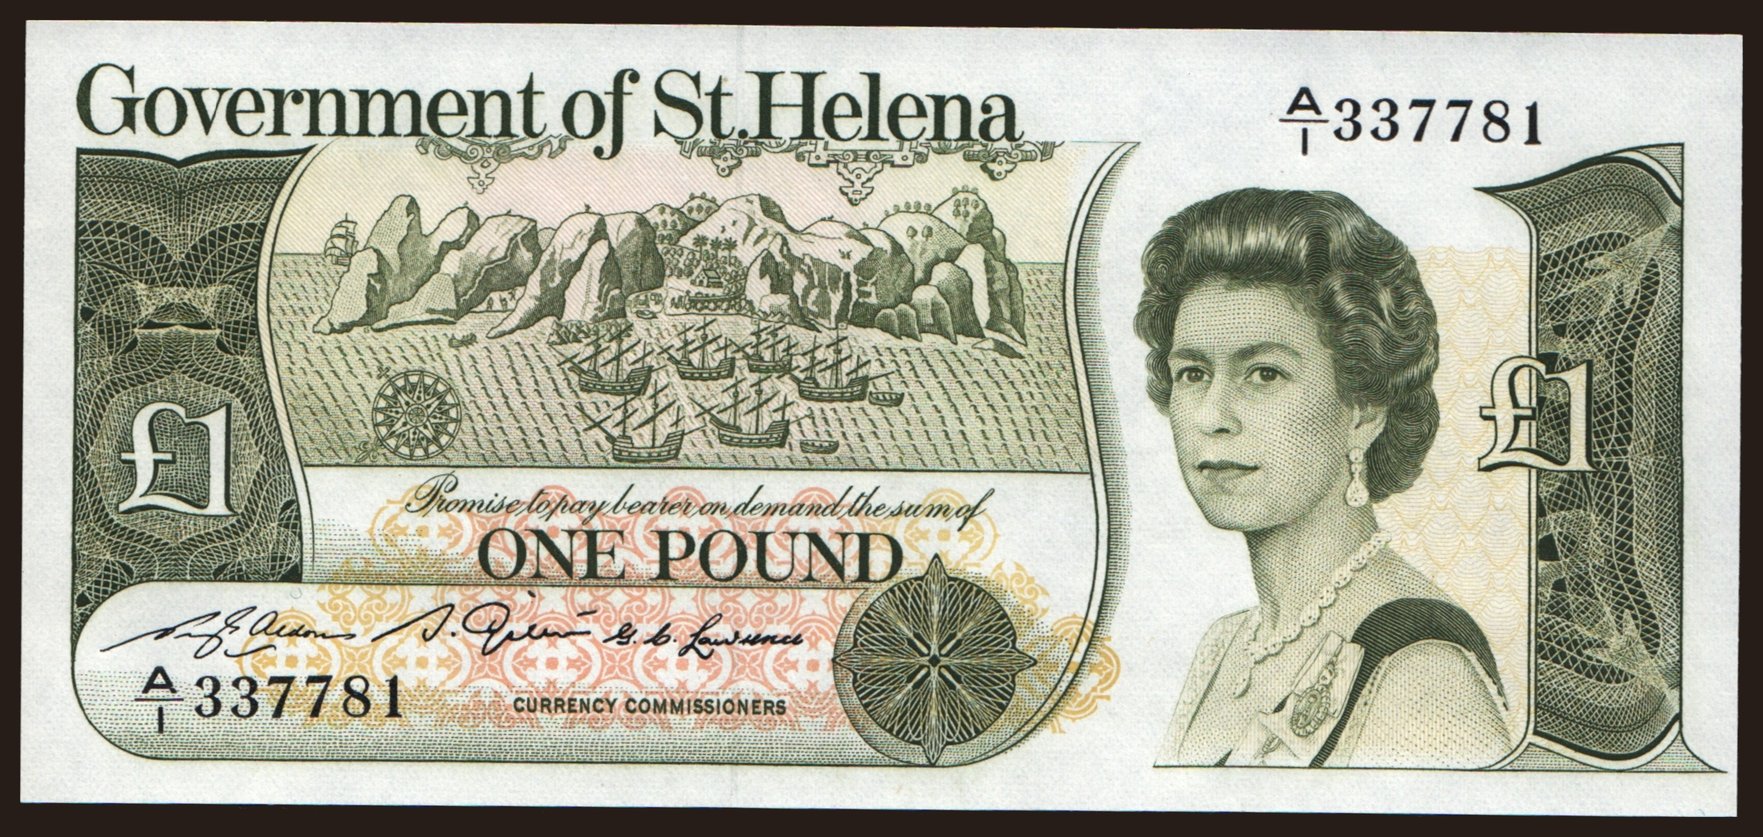 Government of St. Helena
A/1 337781
£1
£1
Promise to pay bearer on demand the sum of
ONE POUND
G. C. Lawrence
A/1 337781
CURRENCY COMMISSIONERS